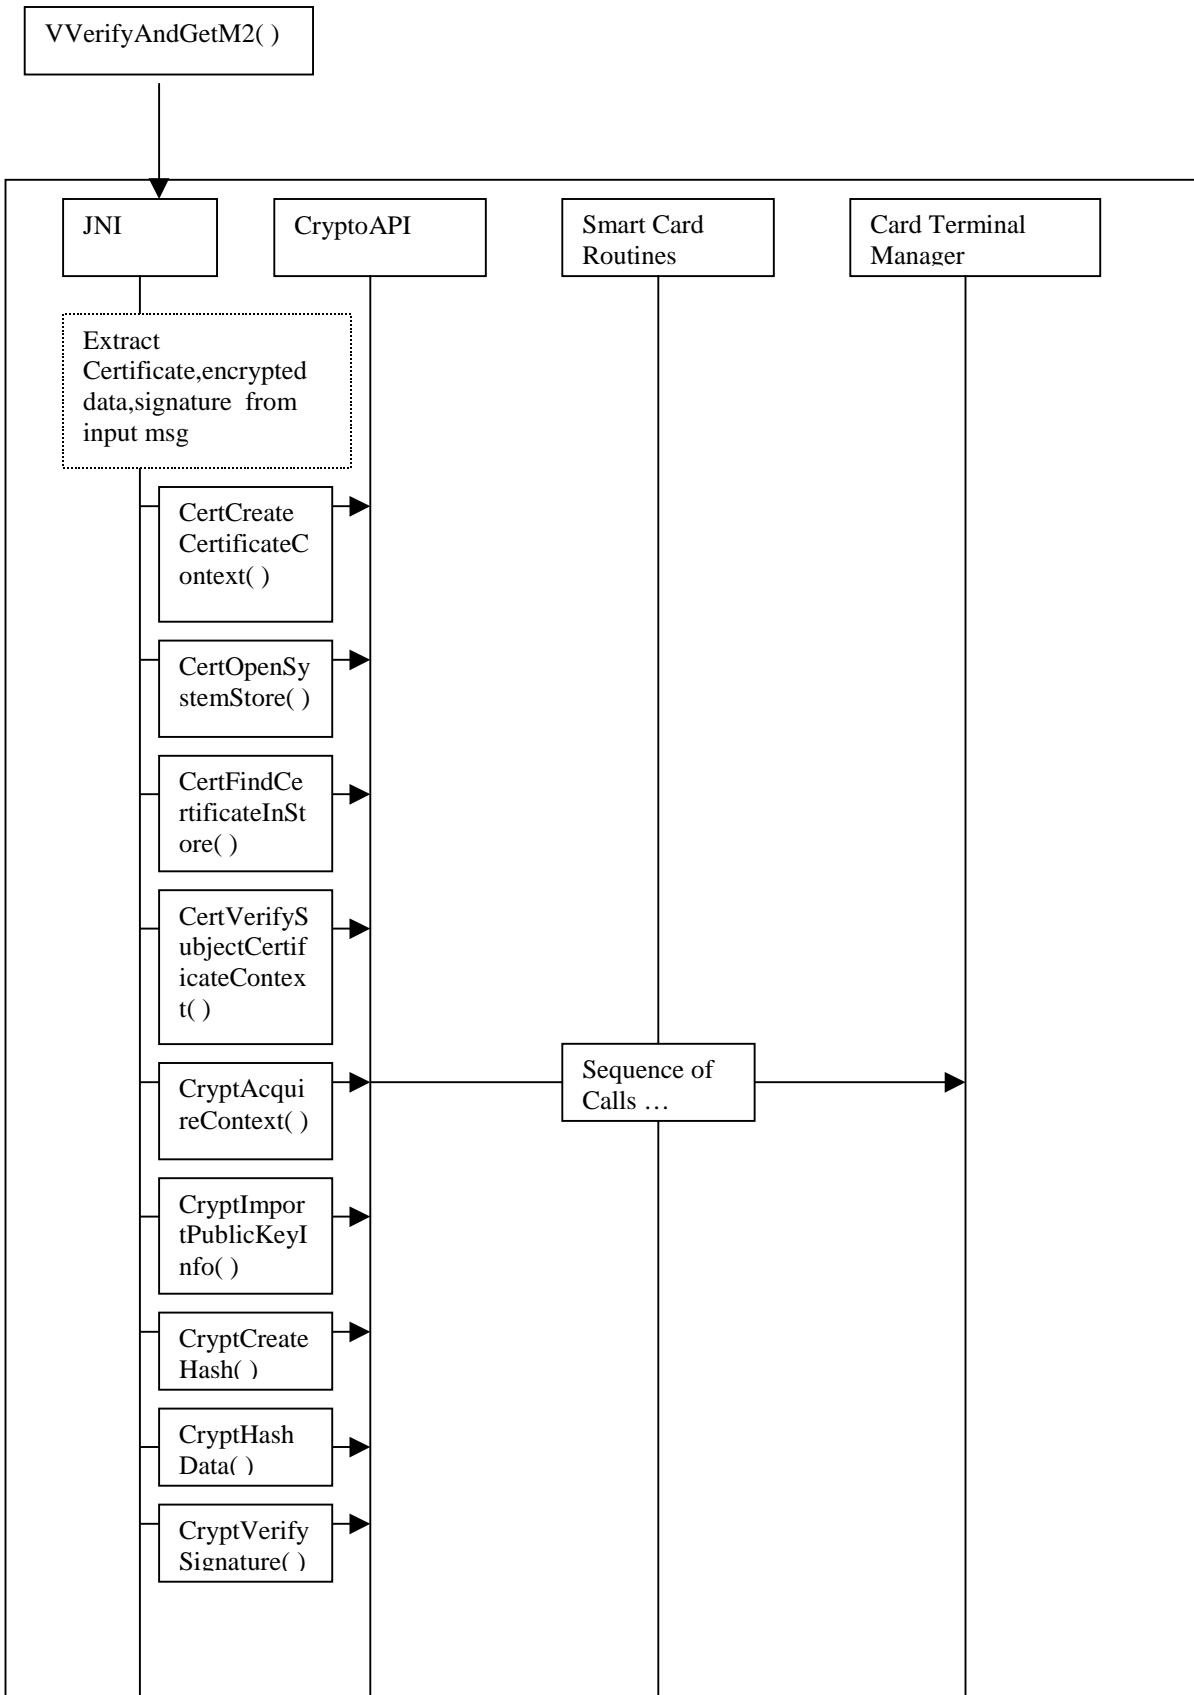 VVerifyAndGetM2( )
JNI
CryptoAPI
Smart Card
Routines
Card Terminal
Manager
Extract
Certificate,encrypted
data,signature  from
input msg
CertCreate
CertificateC
ontext( )
CertOpenSy
stemStore( )
CertFindCe
rtificateInSt
ore( )
CertVerifyS
ubjectCertif
icateContex
t( )
CryptAcqui
reContext( )
Sequence of
Calls …
CryptImpor
tPublicKeyI
nfo( )
CryptCreate
Hash( )
CryptHash
Data( )
CryptVerify
Signature( )